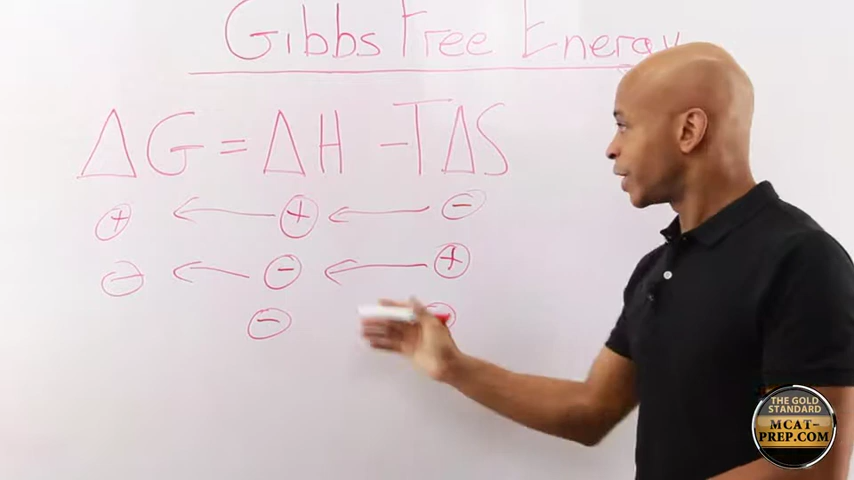 Gibbs Free Energy
ΔG = ΔH -TΔS
+ ← + ← -
- ← - ← +
-
THE GOLD
STANDARD
MCAT-
PREP.COM